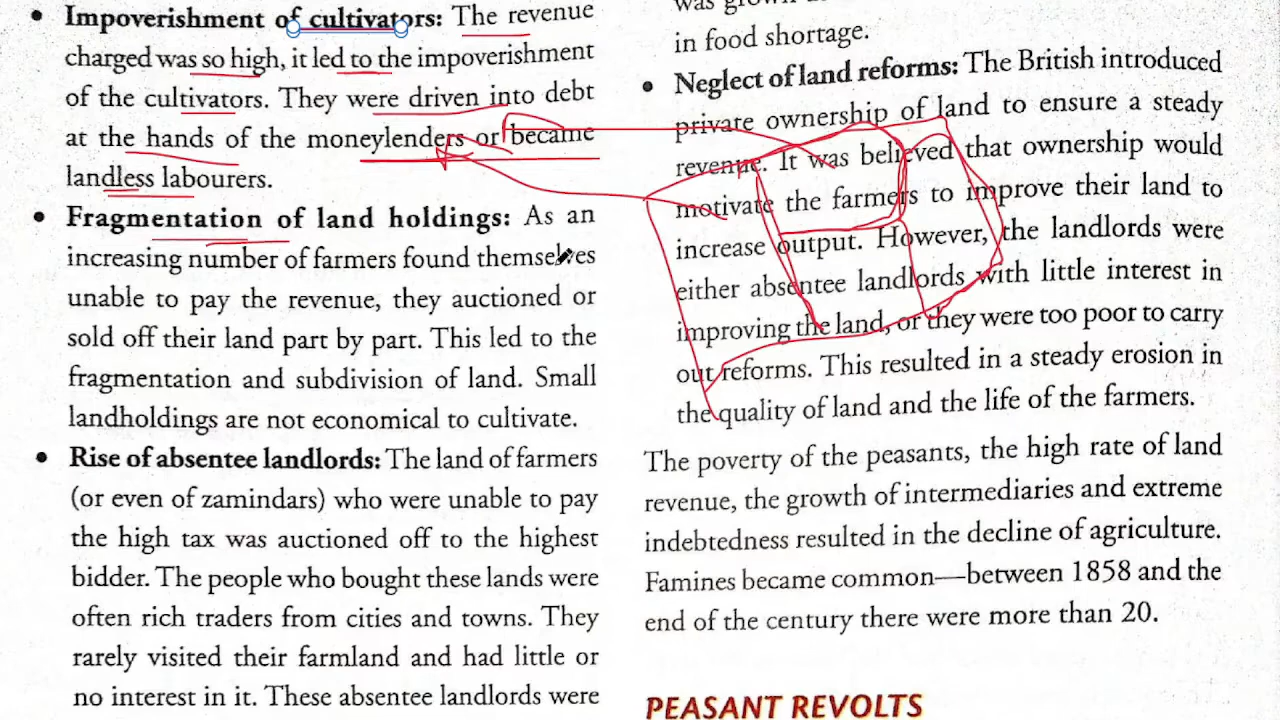 • Impoverishment of cultivators: The revenue
charged was so high, it led to the impoverishment
of the cultivators. They were driven into debt
at the hands of the moneylenders or became
landless labourers.
• Fragmentation of land holdings: As an
increasing number of farmers found themselves
unable to pay the revenue, they auctioned or
sold off their land part by part. This led to the
fragmentation and subdivision of land. Small
landholdings are not economical to cultivate.
• Rise of absentee landlords: The land of farmers
(or even of zamindars) who were unable to pay
the high tax was auctioned off to the highest
bidder. The people who bought these lands were
often rich traders from cities and towns. They
rarely visited their farmland and had little or
no interest in it. These absentee landlords were
was grown
in food shortage.
• Neglect of land reforms: The British introduced
private ownership of land to ensure a steady
revenue. It was believed that ownership would
motivate the farmers to improve their land to
increase output. However, the landlords were
either absentee landlords with little interest in
improving the land, or they were too poor to carry
out reforms. This resulted in a steady erosion in
the quality of land and the life of the farmers.
The poverty of the peasants, the high rate of land
revenue, the growth of intermediaries and extreme
indebtedness resulted in the decline of agriculture.
Famines became common—between 1858 and the
end of the century there were more than 20.
PEASANT REVOLTS